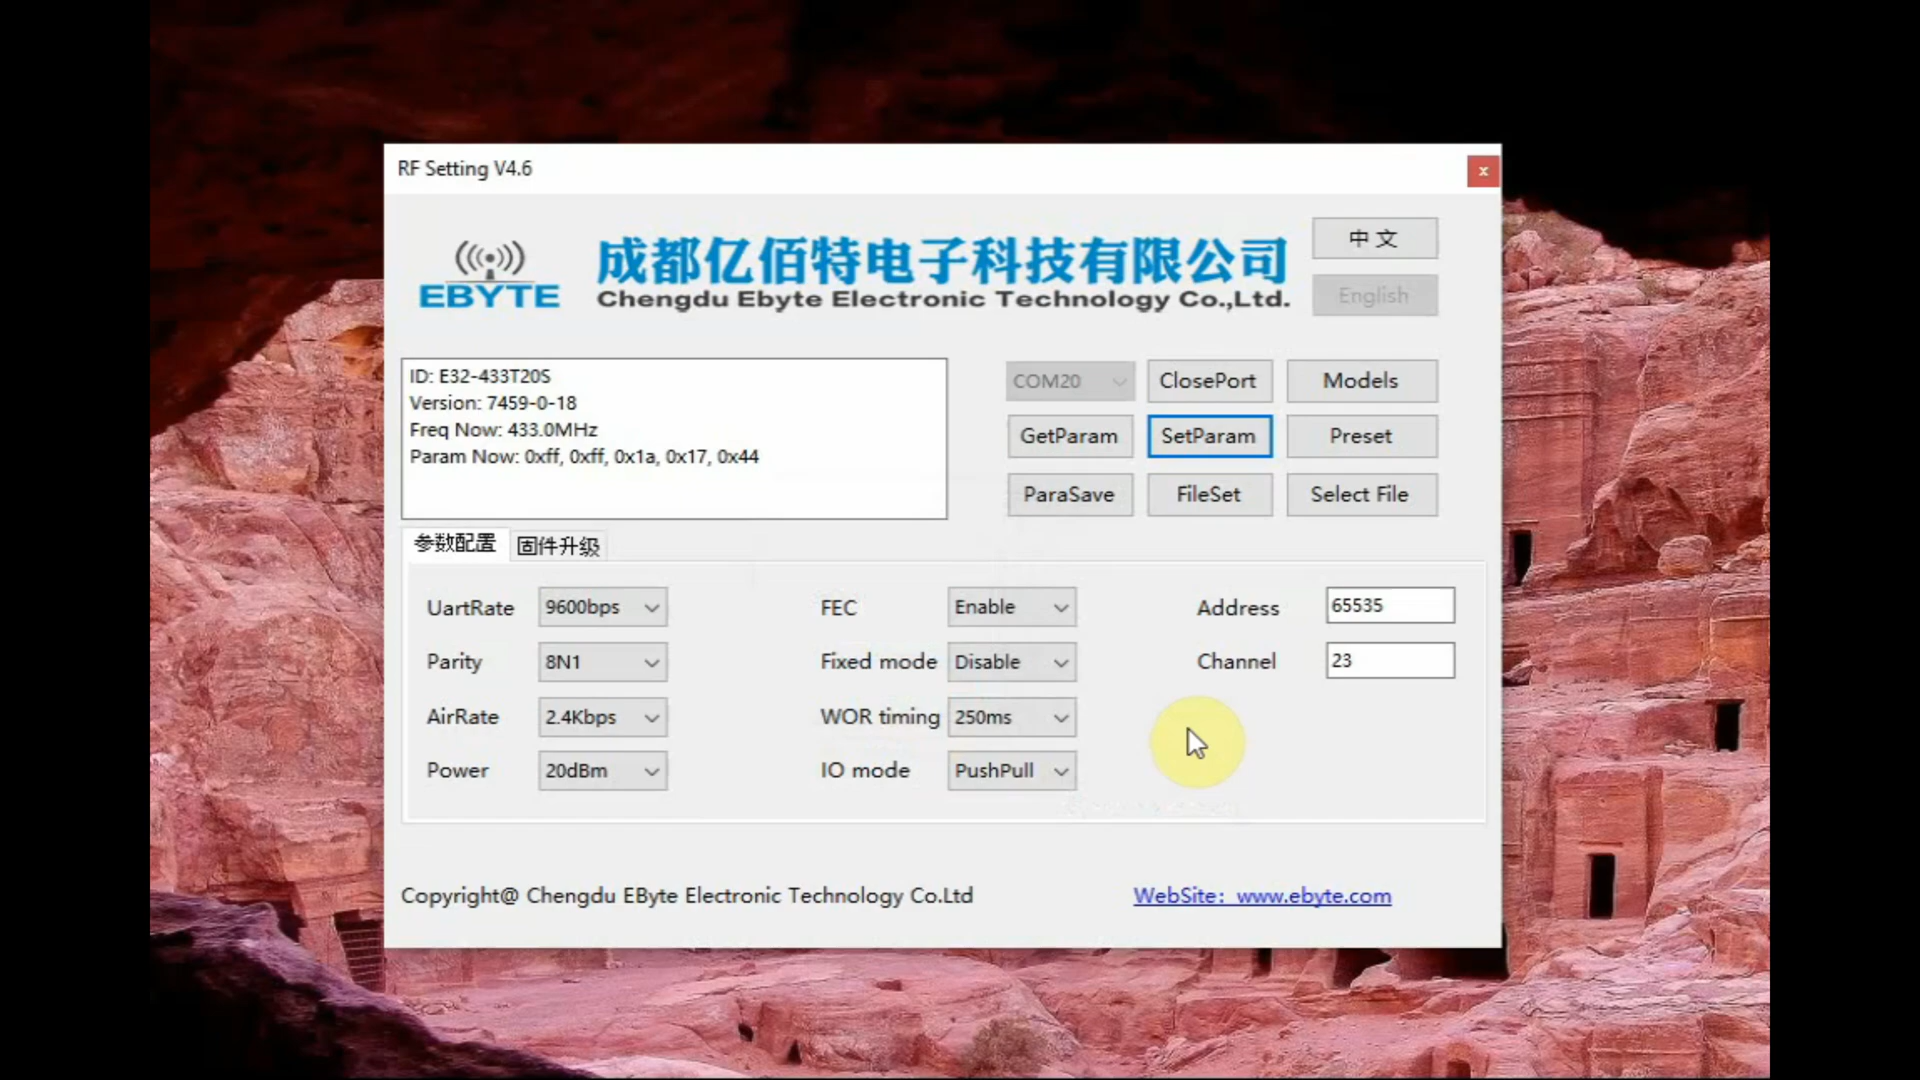 RF Setting V4.6
x
EBYTE
成都亿佰特电子科技有限公司
Chengdu Ebyte Electronic Technology Co.,Ltd.
中 文
English
ID: E32-433T20S
Version: 7459-0-18
Freq Now: 433.0MHz
Param Now: 0xff, 0xff, 0x1a, 0x17, 0x44
COM20
ClosePort
Models
GetParam
SetParam
Preset
ParaSave
FileSet
Select File
参数配置
固件升级
UartRate
9600bps
FEC
Enable
Address
65535
Parity
8N1
Fixed mode
Disable
Channel
23
AirRate
2.4Kbps
WOR timing
250ms
Power
20dBm
IO mode
PushPull
Copyright@ Chengdu EByte Electronic Technology Co.Ltd
WebSite：www.ebyte.com